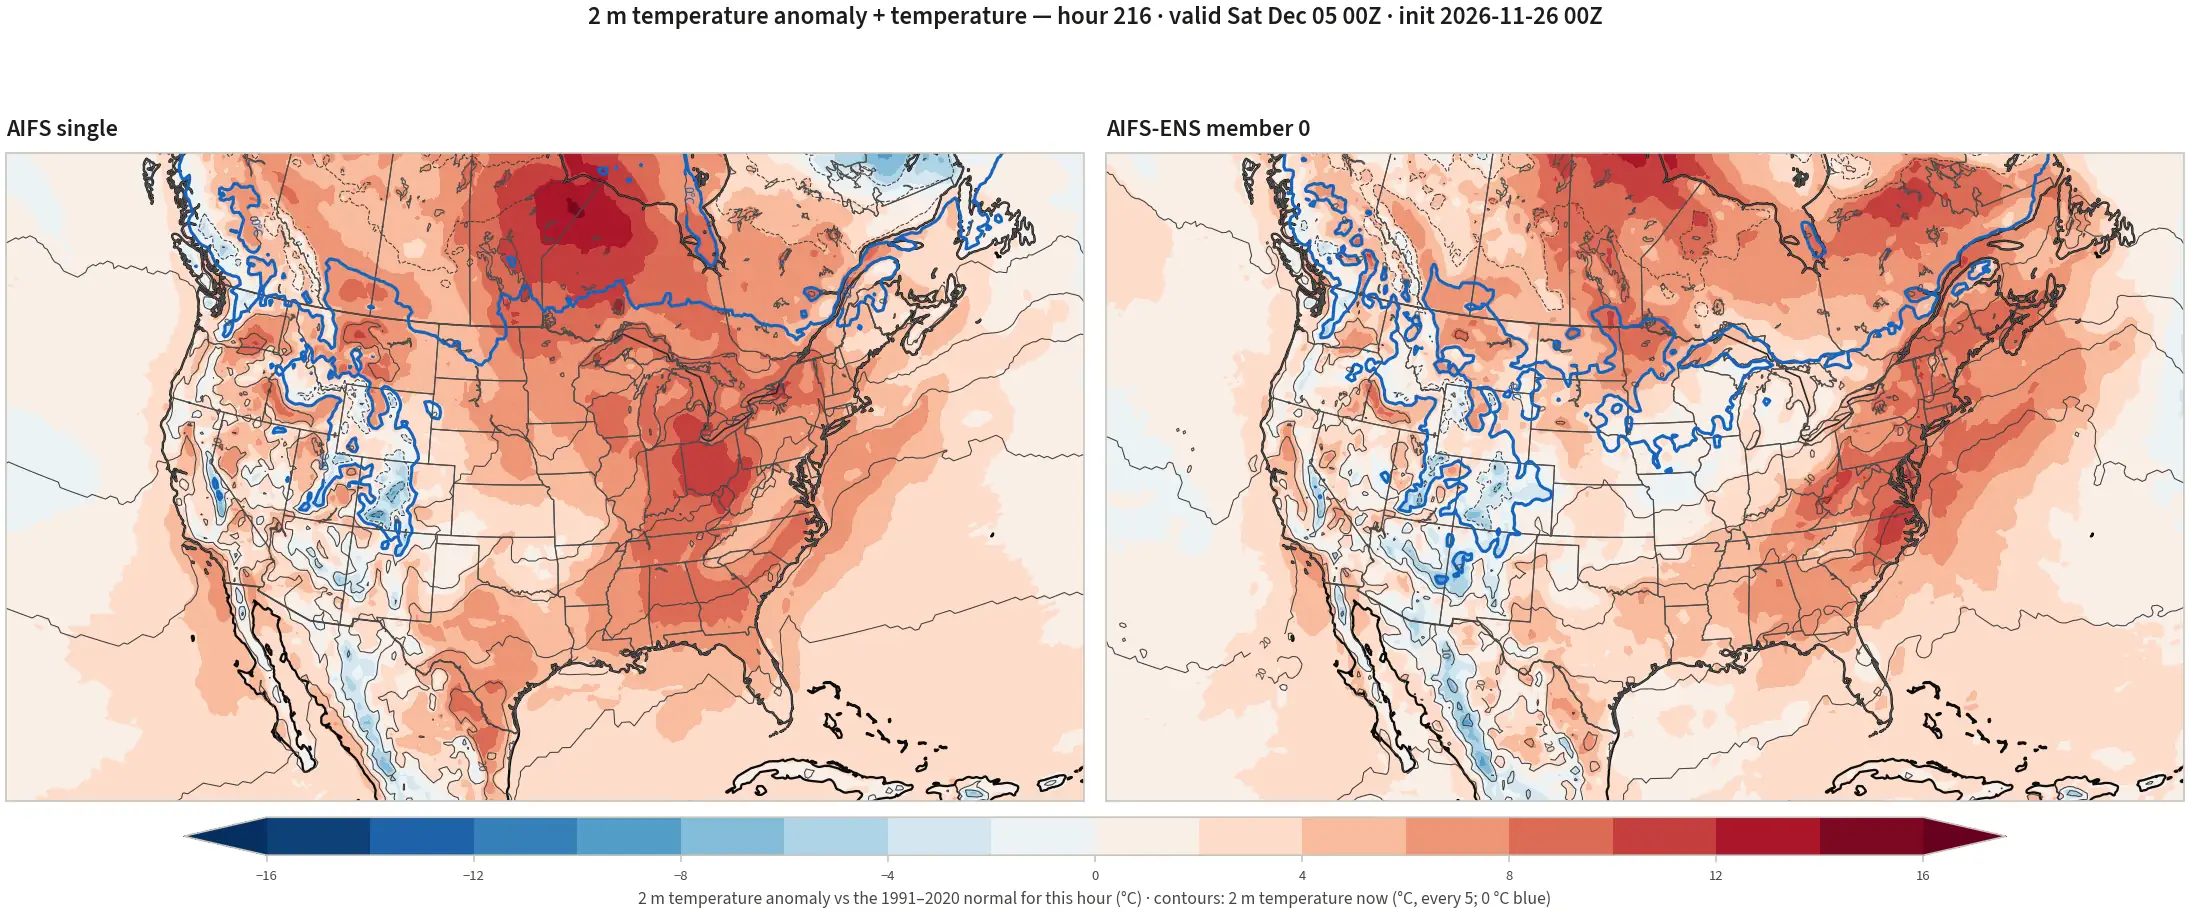 2 m temperature anomaly + temperature — hour 216 · valid Sat Dec 05 00Z · init 2026-11-26 00Z
AIFS single
AIFS-ENS member 0
−16
−12
−8
−4
0
4
8
12
16
2 m temperature anomaly vs the 1991–2020 normal for this hour (°C) · contours: 2 m temperature now (°C, every 5; 0 °C blue)